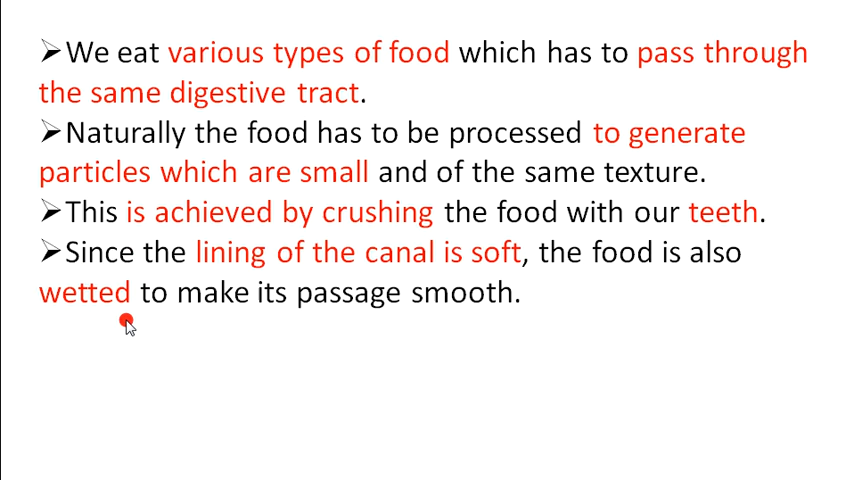 ➢We eat various types of food which has to pass through
the same digestive tract.
➢Naturally the food has to be processed to generate
particles which are small and of the same texture.
➢This is achieved by crushing the food with our teeth.
➢Since the lining of the canal is soft, the food is also
wetted to make its passage smooth.